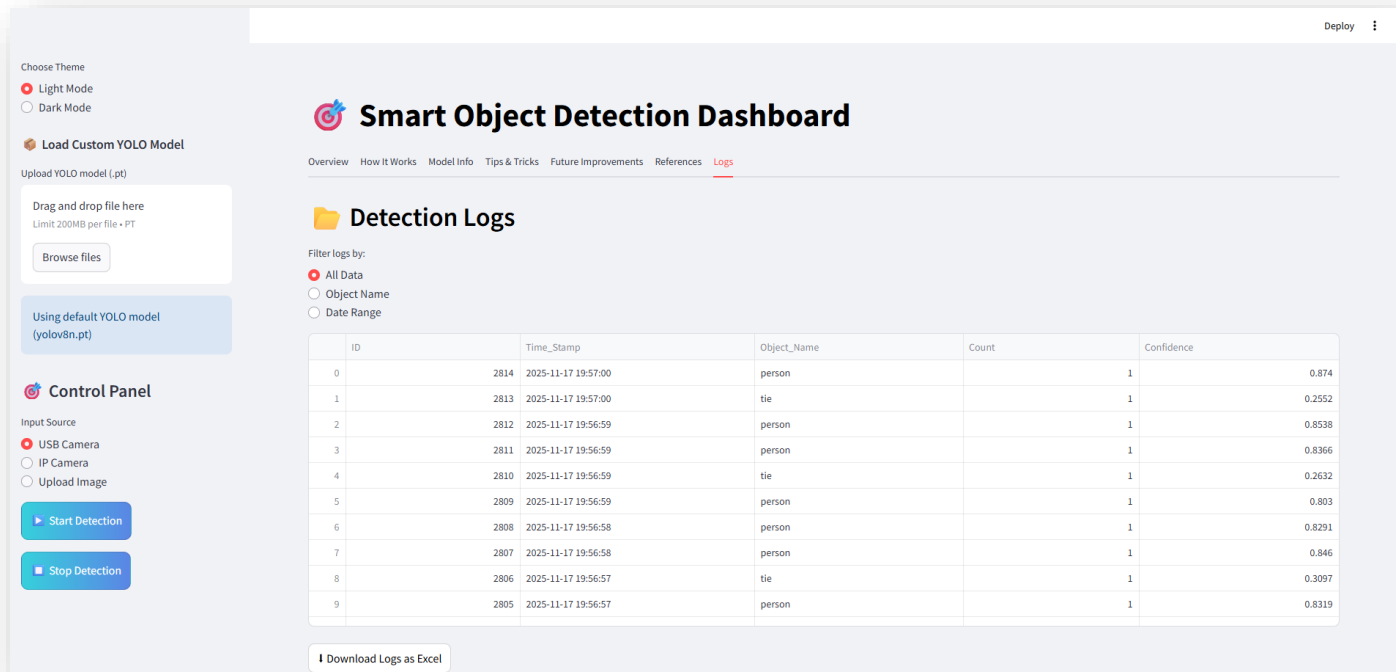 Deploy
Choose Theme
Light Mode
Dark Mode
Load Custom YOLO Model
Upload YOLO model (.pt)
Drag and drop file here
Limit 200MB per file • PT
Browse files
Using default YOLO model
(yolov8n.pt)
Control Panel
Input Source
USB Camera
IP Camera
Upload Image
Start Detection
Stop Detection
Smart Object Detection Dashboard
Overview How It Works Model Info Tips & Tricks Future Improvements References Logs
Detection Logs
Filter logs by:
All Data
Object Name
Date Range
ID Time_Stamp Object_Name Count Confidence
0 2814 2025-11-17 19:57:00 person 1 0.874
1 2813 2025-11-17 19:57:00 tie 1 0.2552
2 2812 2025-11-17 19:56:59 person 1 0.8538
3 2811 2025-11-17 19:56:59 person 1 0.8366
4 2810 2025-11-17 19:56:59 tie 1 0.2632
5 2809 2025-11-17 19:56:59 person 1 0.803
6 2808 2025-11-17 19:56:58 person 1 0.8291
7 2807 2025-11-17 19:56:58 person 1 0.846
8 2806 2025-11-17 19:56:57 tie 1 0.3097
9 2805 2025-11-17 19:56:57 person 1 0.8319
Download Logs as Excel